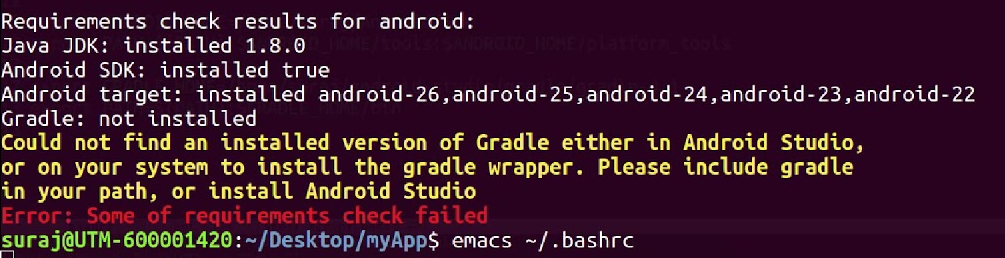 Requirements check results for android:
Java JDK: installed 1.8.0
Android SDK: installed true
Android target: installed android-26,android-25,android-24,android-23,android-22
Gradle: not installed
Could not find an installed version of Gradle either in Android Studio,
or on your system to install the gradle wrapper. Please include gradle
in your path, or install Android Studio
Error: Some of requirements check failed
suraj@UTM-600001420:~/Desktop/myApp$ emacs ~/.bashrc